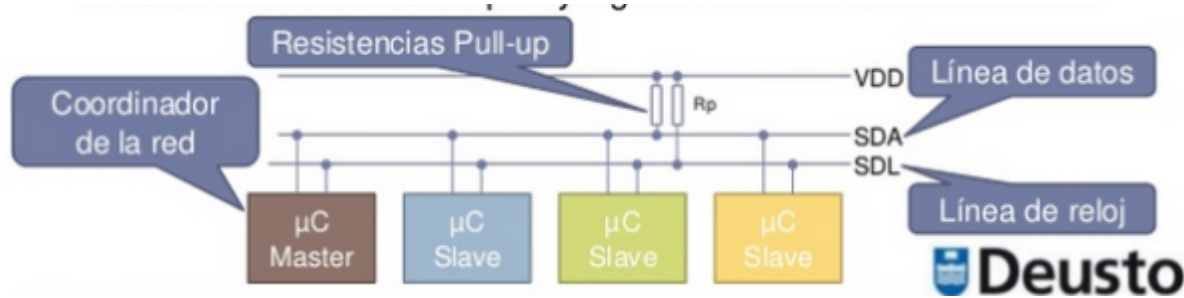 Resistencias Pull-up
VDD
Línea de datos
Coordinador
de la red
Rp
SDA
SDL
Línea de reloj
µC
Master
µC
Slave
µC
Slave
µC
Slave
Deusto